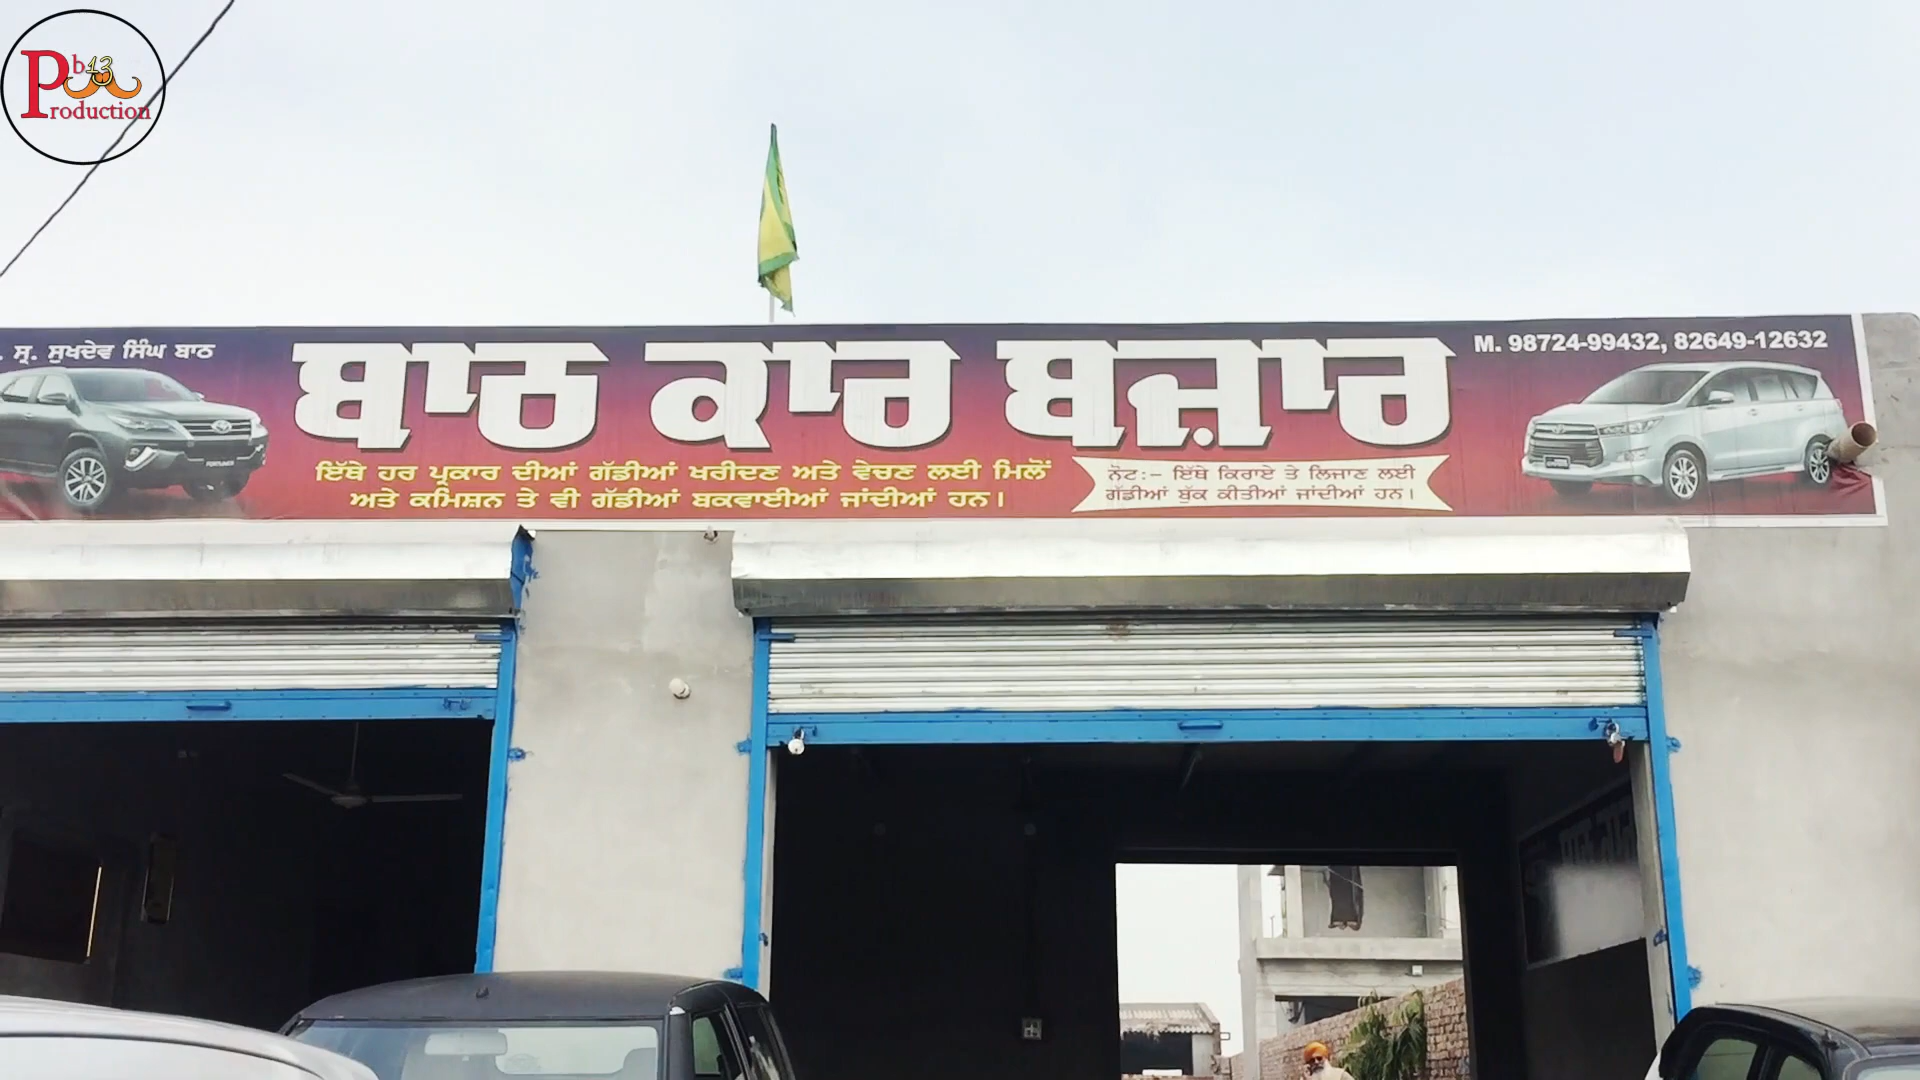 Pb13
Production
. ਸ੍ਰ. ਸੁਖਦੇਵ ਸਿੰਘ ਬਾਠ
ਬਾਠ ਕਾਰ ਬਜ਼ਾਰ
M. 98724-99432, 82649-12632
ਇੱਥੇ ਹਰ ਪ੍ਰਕਾਰ ਦੀਆਂ ਗੱਡੀਆਂ ਖਰੀਦਣ ਅਤੇ ਵੇਚਣ ਲਈ ਮਿਲੋਂ
ਅਤੇ ਕਮਿਸ਼ਨ ਤੇ ਵੀ ਗੱਡੀਆਂ ਬਕਵਾਈਆਂ ਜਾਂਦੀਆਂ ਹਨ।
ਨੋਟ:- ਇੱਥੇ ਕਿਰਾਏ ਤੇ ਲਿਜਾਣ ਲਈ
ਗੱਡੀਆਂ ਬੁੱਕ ਕੀਤੀਆਂ ਜਾਂਦੀਆਂ ਹਨ।
FORTUNER